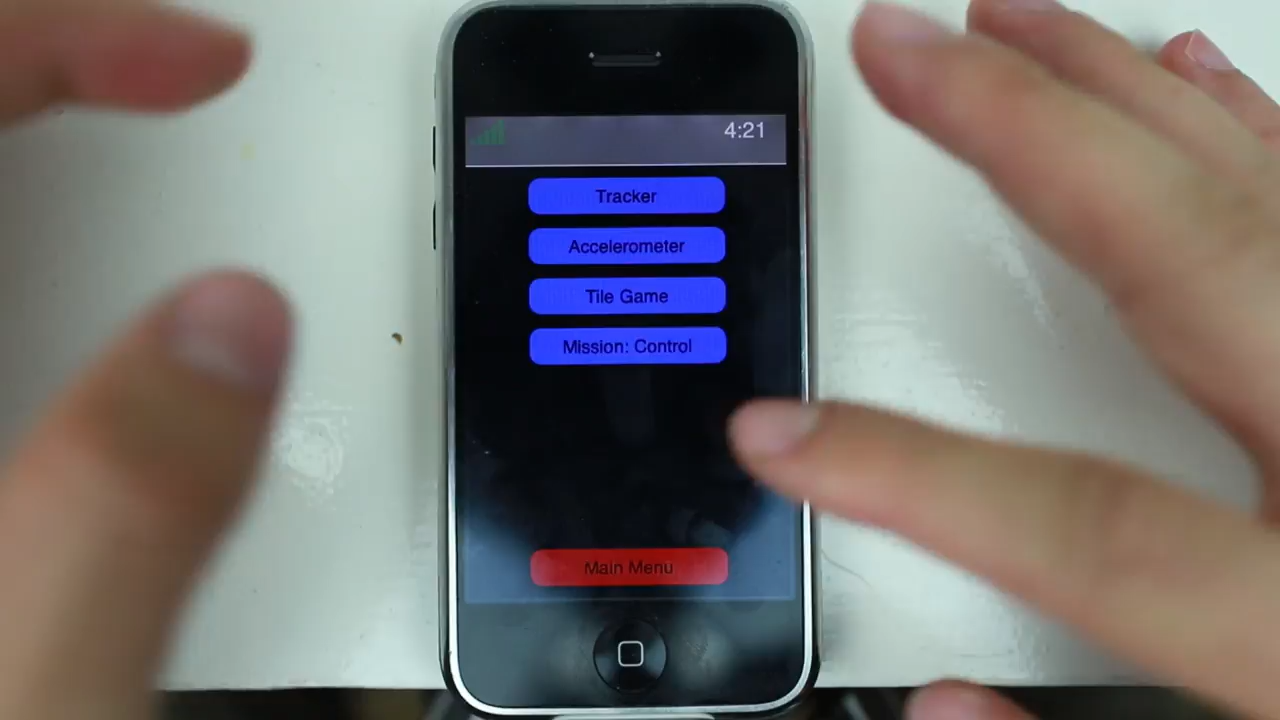 4:21
Tracker
Accelerometer
Tile Game
Mission: Control
Main Menu